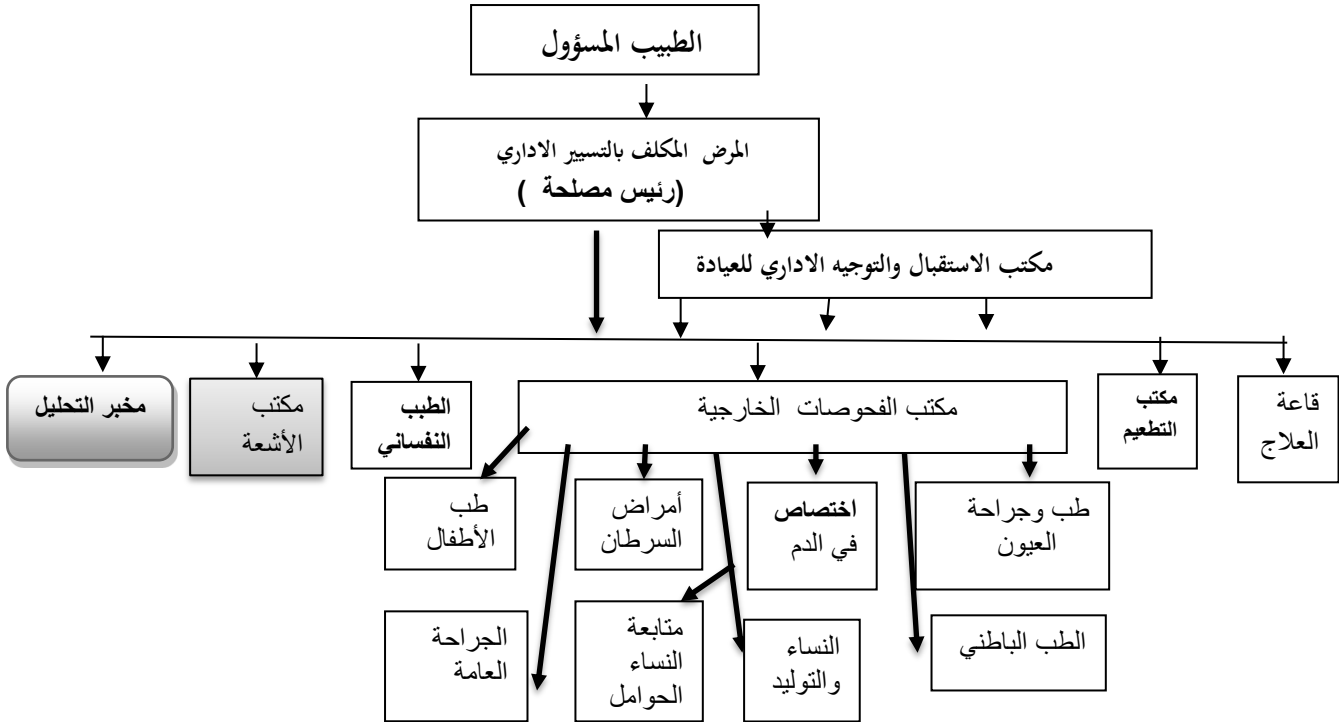 الطبيب المسؤول
المرض المكلف بالتسيير الاداري
(رئيس مصلحة )
مكتب الاستقبال والتوجيه الاداري للعيادة
قاعة
العلاج
مكتب
التطعيم
مكتب الفحوصات الخارجية
الطبب
النفساني
مكتب
الأشعة
مخبر التحليل
طب وجراحة
العيون
اختصاص
في الدم
أمراض
السرطان
طب
الأطفال
الطب الباطني
النساء
والتوليد
متابعة
النساء
الحوامل
الجراحة
العامة